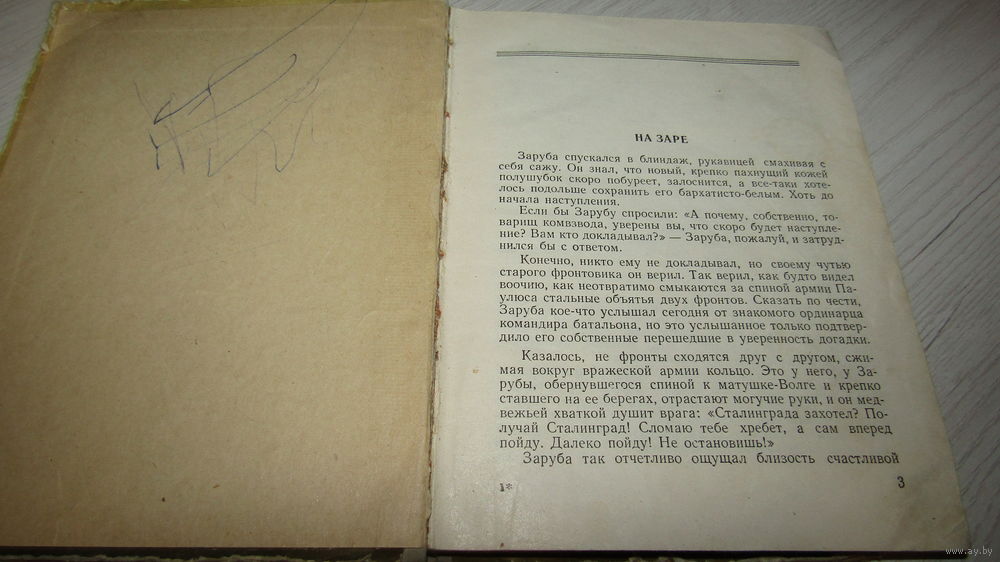 НА ЗАРЕ
Заруба спускался в блиндаж, рукавицей смахивая с
себя сажу. Он знал, что новый, крепко пахнущий кожей
полушубок скоро побуреет, залоснится, а все-таки хоте-
лось подольше сохранить его бархатисто-белым. Хоть до
начала наступления.
Если бы Зарубу спросили: «А почему, собственно, то-
варищ комвзвода, уверены вы, что скоро будет наступле-
ние? Вам кто докладывал?» — Заруба, пожалуй, и затруд-
нился бы с ответом.
Конечно, никто ему не докладывал, но своему чутью
старого фронтовика он верил. Так верил, как будто видел
воочию, как неотвратимо смыкаются за спиной армии Па-
улюса стальные объятья двух фронтов. Сказать по чести,
Заруба кое-что услышал сегодня от знакомого ординарца
командира батальона, но это услышанное только подтвер-
дило его собственные перешедшие в уверенность догадки.
Казалось, не фронты сходятся друг с другом, сжи-
мая вокруг вражеской армии кольцо. Это у него, у За-
рубы, обернувшегося спиной к матушке-Волге и крепко
ставшего на ее берегах, отрастают могучие руки, и он мед-
вежьей хваткой душит врага: «Сталинграда захотел? По-
лучай Сталинград! Сломаю тебе хребет, а сам вперед
пойду. Далеко пойду! Не остановишь!»
Заруба так отчетливо ощущал близость счастливой
1*
3
www.ay.by